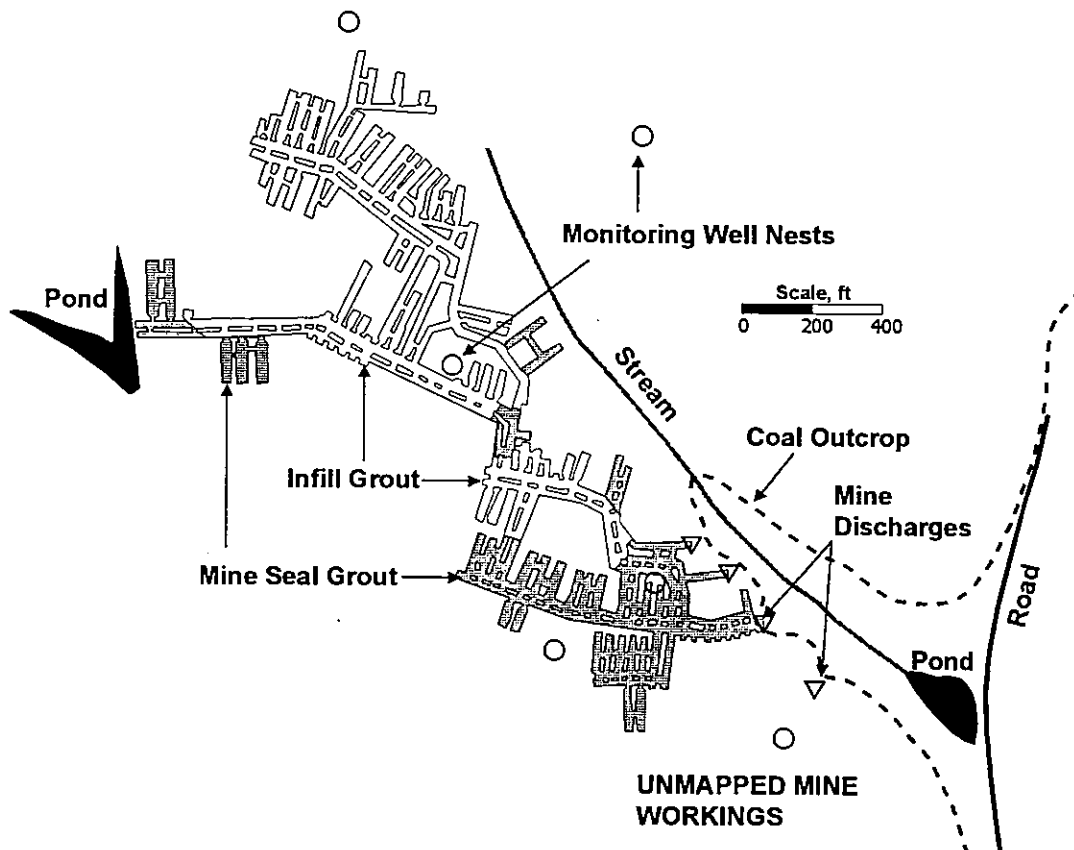 Monitoring Well Nests
Pond
Scale, ft
0 200 400
Stream
Coal Outcrop
Infill Grout
Mine
Discharges
Mine Seal Grout
Road
Pond
UNMAPPED MINE
WORKINGS